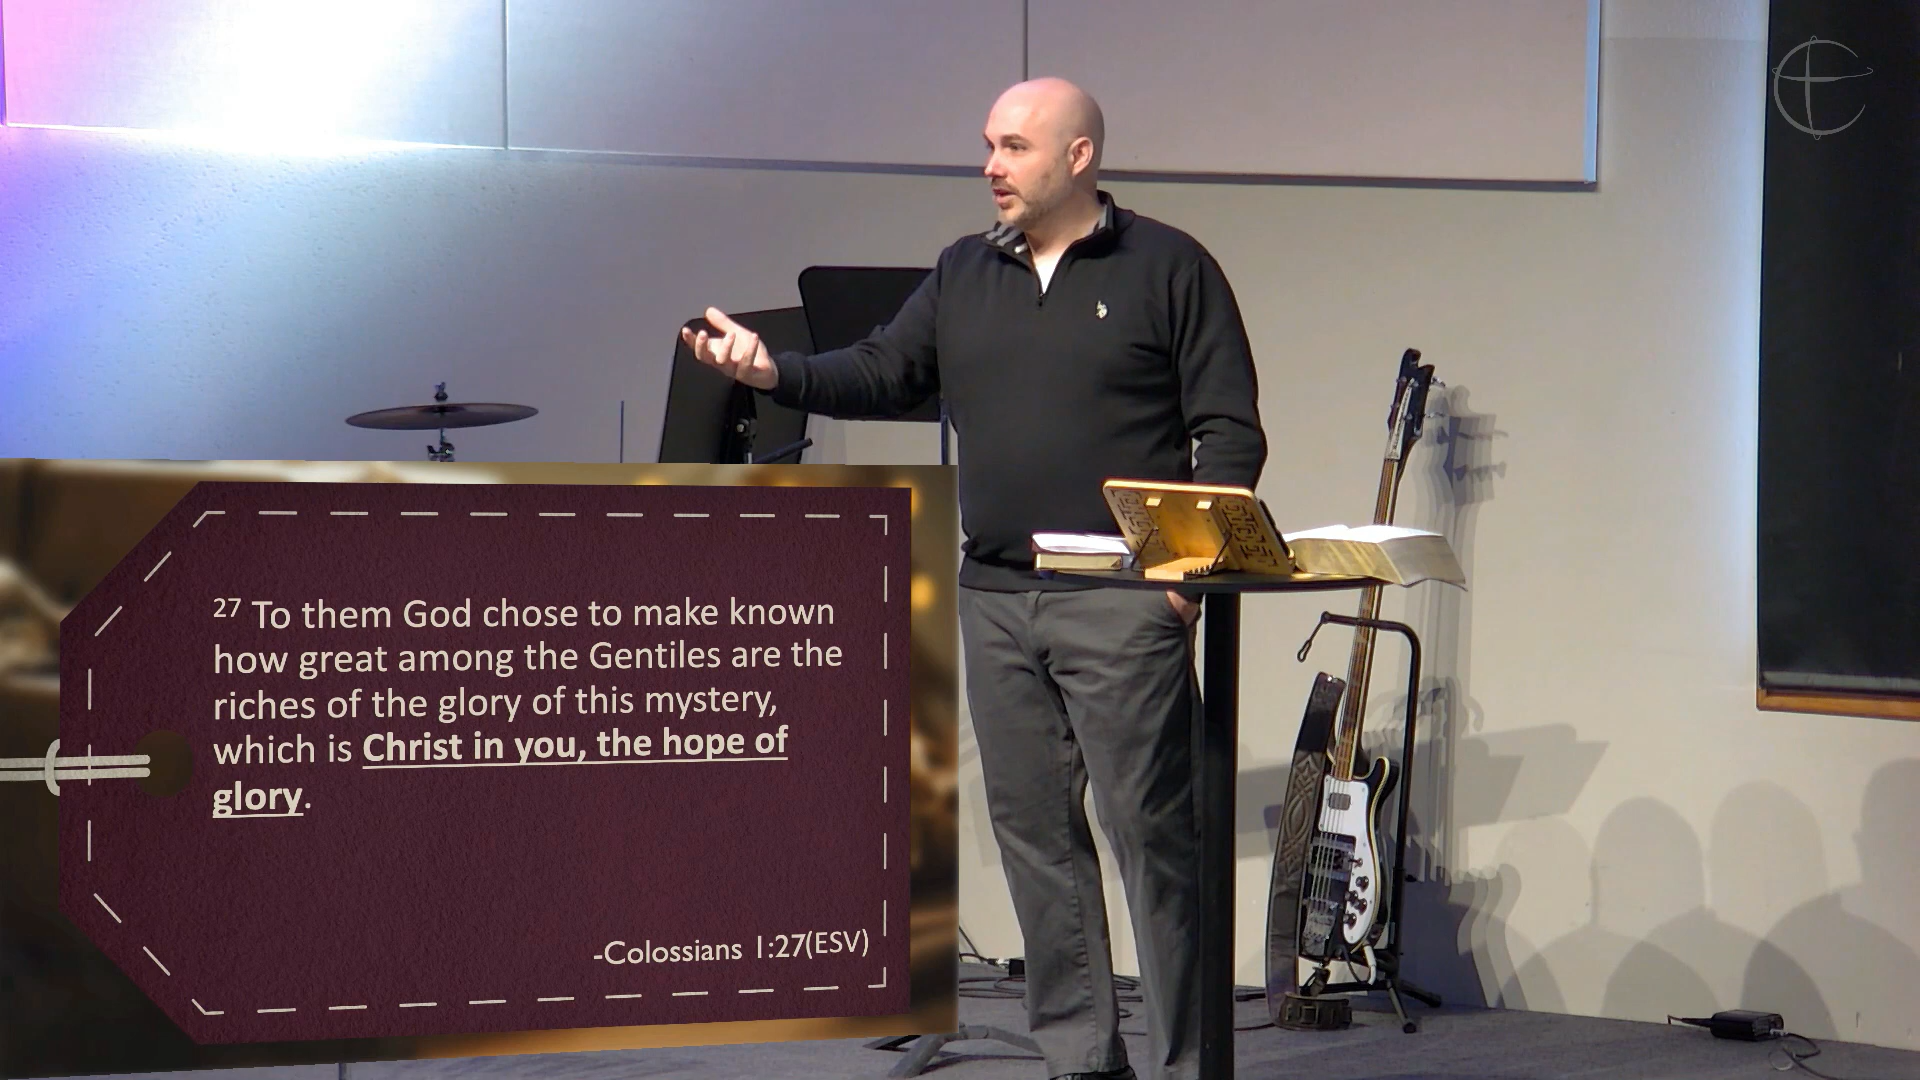 27 To them God chose to make known
how great among the Gentiles are the
riches of the glory of this mystery,
which is Christ in you, the hope of
glory.
-Colossians 1:27(ESV)